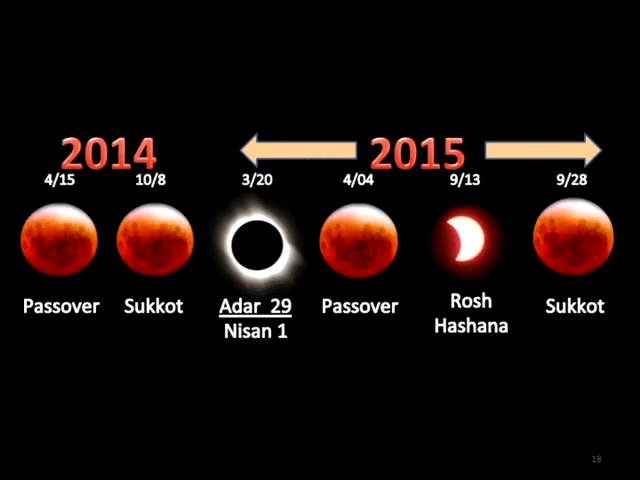 2014 2015
4/15 10/8 3/20 4/04 9/13 9/28
Passover Sukkot Adar 29 Passover Rosh Sukkot
Nisan 1 Hashana
18